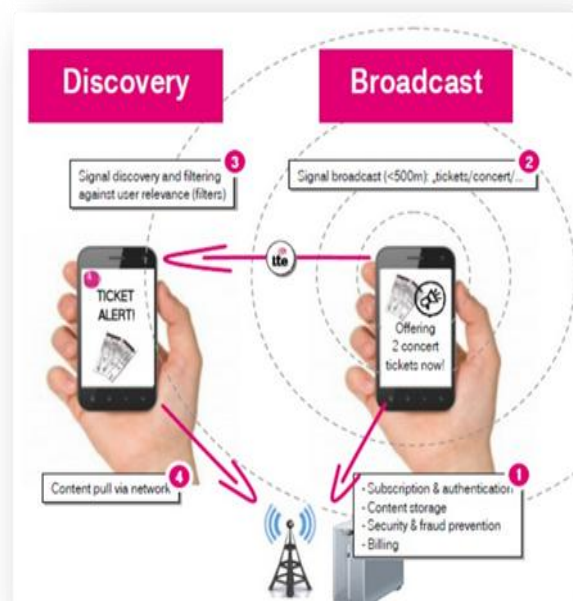 Discovery
Broadcast
3
Signal discovery and filtering
against user relevance (filters)
2
Signal broadcast (<500m): „tickets/concert/...
lte
TICKET
ALERT!
Offering
2 concert
tickets now!
4
Content pull via network
1
- Subscription & authentication
- Content storage
- Security & fraud prevention
- Billing